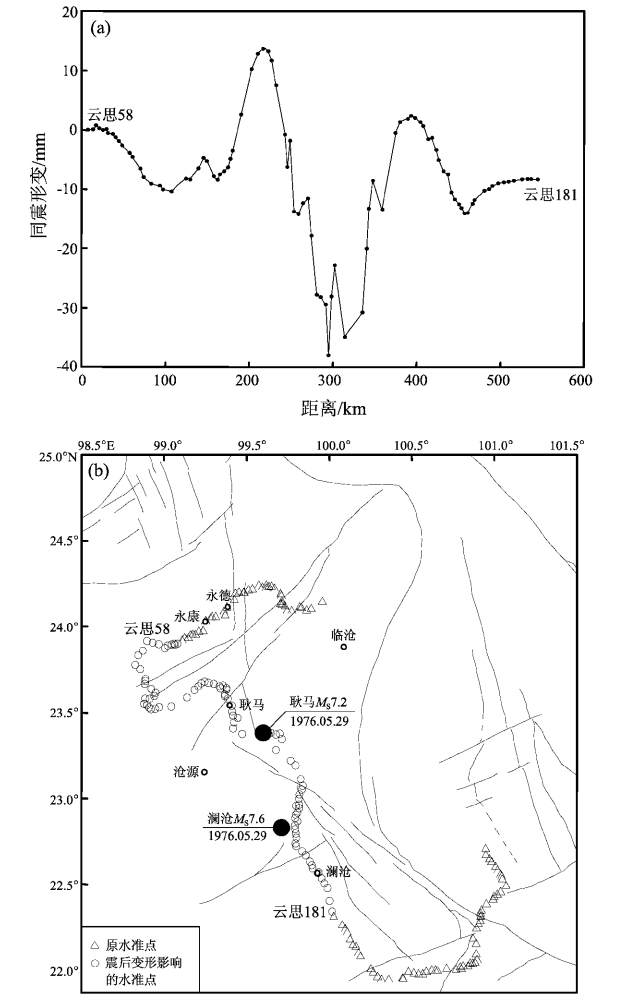 (a)
20
10
0
-10
-20
-30
-40
同震形变/mm
云思58
云思181
0 100 200 300 400 500 600
距离/km
98.5° 99.0° 99.5° 100.0° 100.5° 101.0° 101.5°
25.0°N
24.5°
24.0°
23.5°
23.0°
22.5°
22.0°
(b)
永德
永康
云思58
临沧
耿马
耿马Ms7.2
1976.05.29
沧源
澜沧Ms7.6
1976.05.29
澜沧
云思181
△ 原水准点
○ 震后变形影响
的水准点